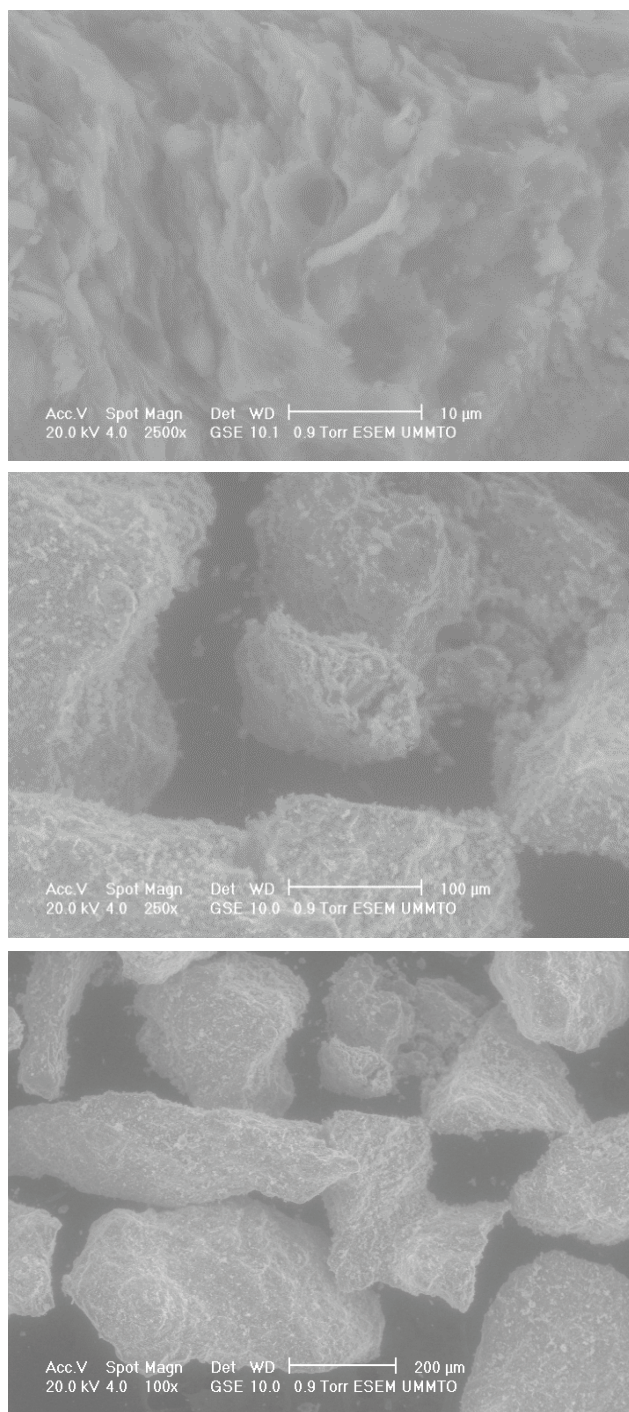 Acc.V Spot Magn Det WD 10 µm
20.0 kV 4.0 2500x GSE 10.1 0.9 Torr ESEM UMMTO
Acc.V Spot Magn Det WD 100 µm
20.0 kV 4.0 250x GSE 10.0 0.9 Torr ESEM UMMTO
Acc.V Spot Magn Det WD 200 µm
20.0 kV 4.0 100x GSE 10.0 0.9 Torr ESEM UMMTO